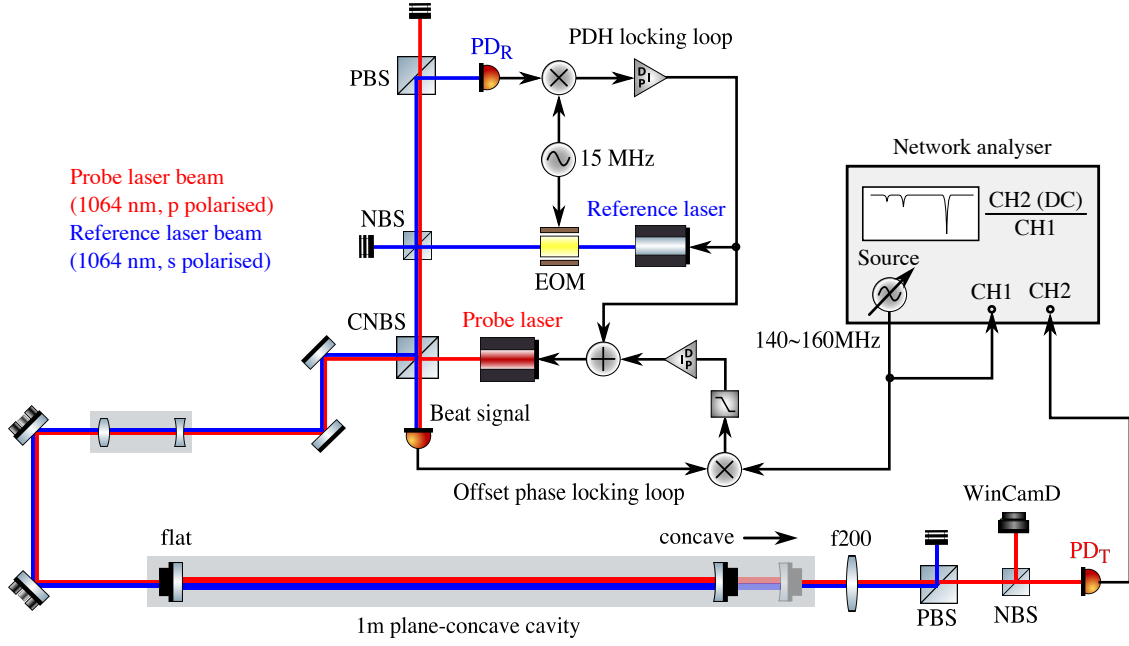 PDH locking loop
PD_R
PBS
D
P
I
15 MHz
Network analyser
Probe laser beam
(1064 nm, p polarised)
Reference laser beam
(1064 nm, s polarised)
NBS
Reference laser
CH2 (DC)
CH1
EOM
Source
CH1
CH2
CNBS
Probe laser
140~160MHz
I
D
P
Beat signal
Offset phase locking loop
WinCamD
flat
concave
f200
PD_T
PBS
NBS
1m plane-concave cavity